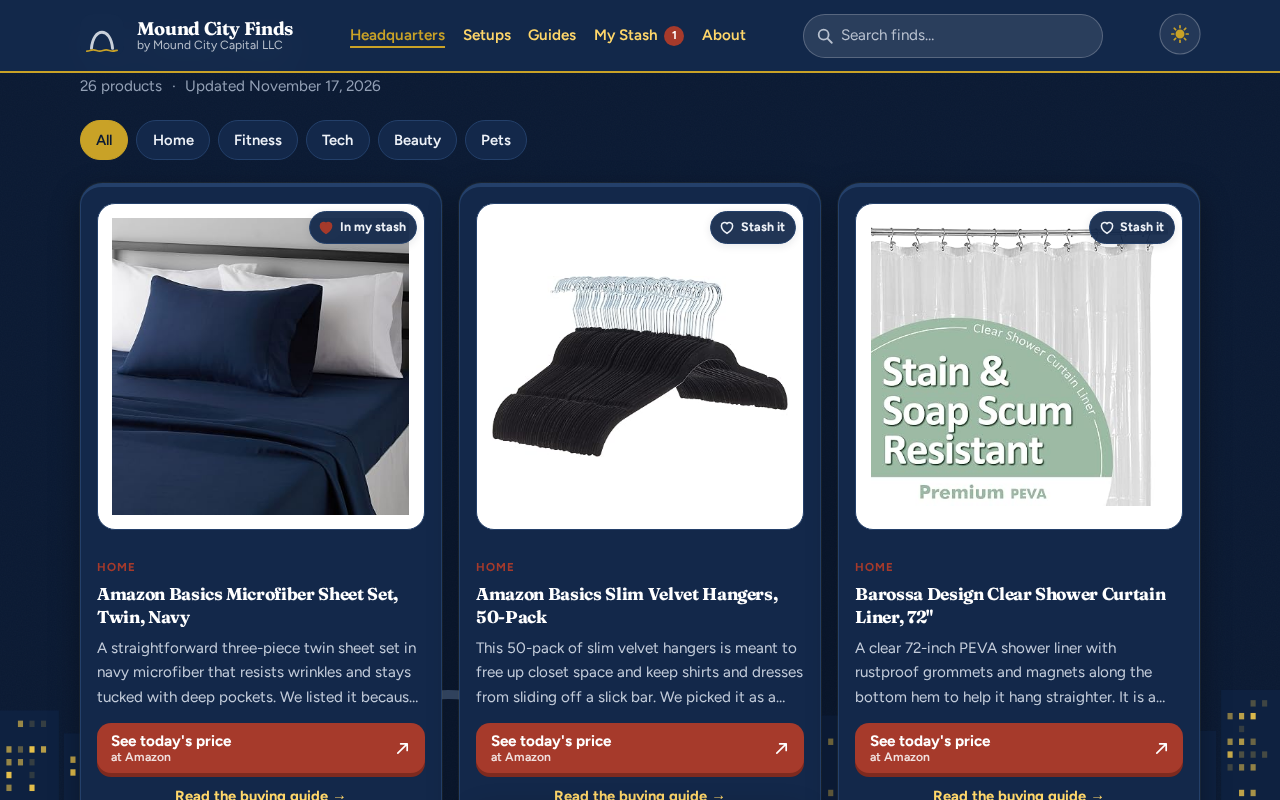 Mound City Finds
by Mound City Capital LLC
Headquarters
Setups
Guides
My Stash 1
About
Search finds...
26 products · Updated November 17, 2026
All
Home
Fitness
Tech
Beauty
Pets
In my stash
Stash it
Stash it
Clear Shower Curtain Liner
Stain &
Soap Scum
Resistant
Premium PEVA
HOME
Amazon Basics Microfiber Sheet Set,
Twin, Navy
A straightforward three-piece twin sheet set in
navy microfiber that resists wrinkles and stays
tucked with deep pockets. We listed it becaus...
See today's price
at Amazon
Read the buying guide →
HOME
Amazon Basics Slim Velvet Hangers,
50-Pack
This 50-pack of slim velvet hangers is meant to
free up closet space and keep shirts and dresses
from sliding off a slick bar. We picked it as a...
See today's price
at Amazon
Read the buying guide →
HOME
Barossa Design Clear Shower Curtain
Liner, 72"
A clear 72-inch PEVA shower liner with
rustproof grommets and magnets along the
bottom hem to help it hang straighter. It is a...
See today's price
at Amazon
Read the buying guide →